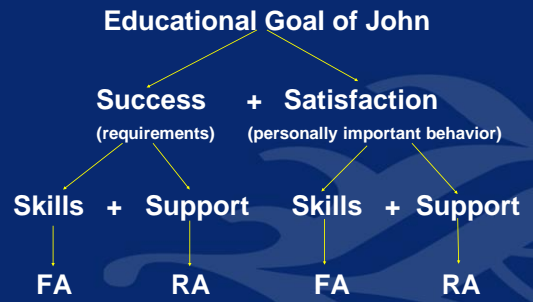 Educational Goal of John
Success + Satisfaction
(requirements) (personally important behavior)
Skills + Support Skills + Support
FA RA FA RA